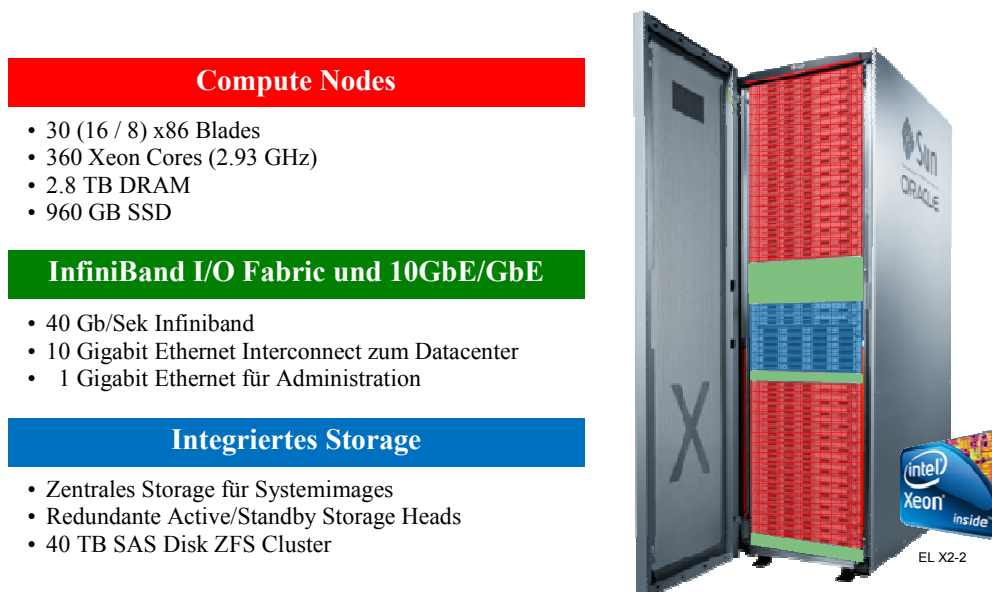 Compute Nodes
• 30 (16 / 8) x86 Blades
• 360 Xeon Cores (2.93 GHz)
• 2.8 TB DRAM
• 960 GB SSD
InfiniBand I/O Fabric und 10GbE/GbE
• 40 Gb/Sek Infiniband
• 10 Gigabit Ethernet Interconnect zum Datacenter
• 1 Gigabit Ethernet für Administration
Integriertes Storage
• Zentrales Storage für Systemimages
• Redundante Active/Standby Storage Heads
• 40 TB SAS Disk ZFS Cluster
Sun
ORACLE
X
intel
Xeon
inside™
EL X2-2